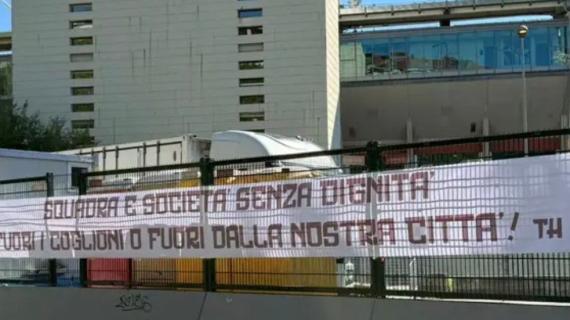 SQUADRA E SOCIETA' SENZA DIGNITA'
FUORI I COGLIONI O FUORI DALLA NOSTRA CITTA'! TH